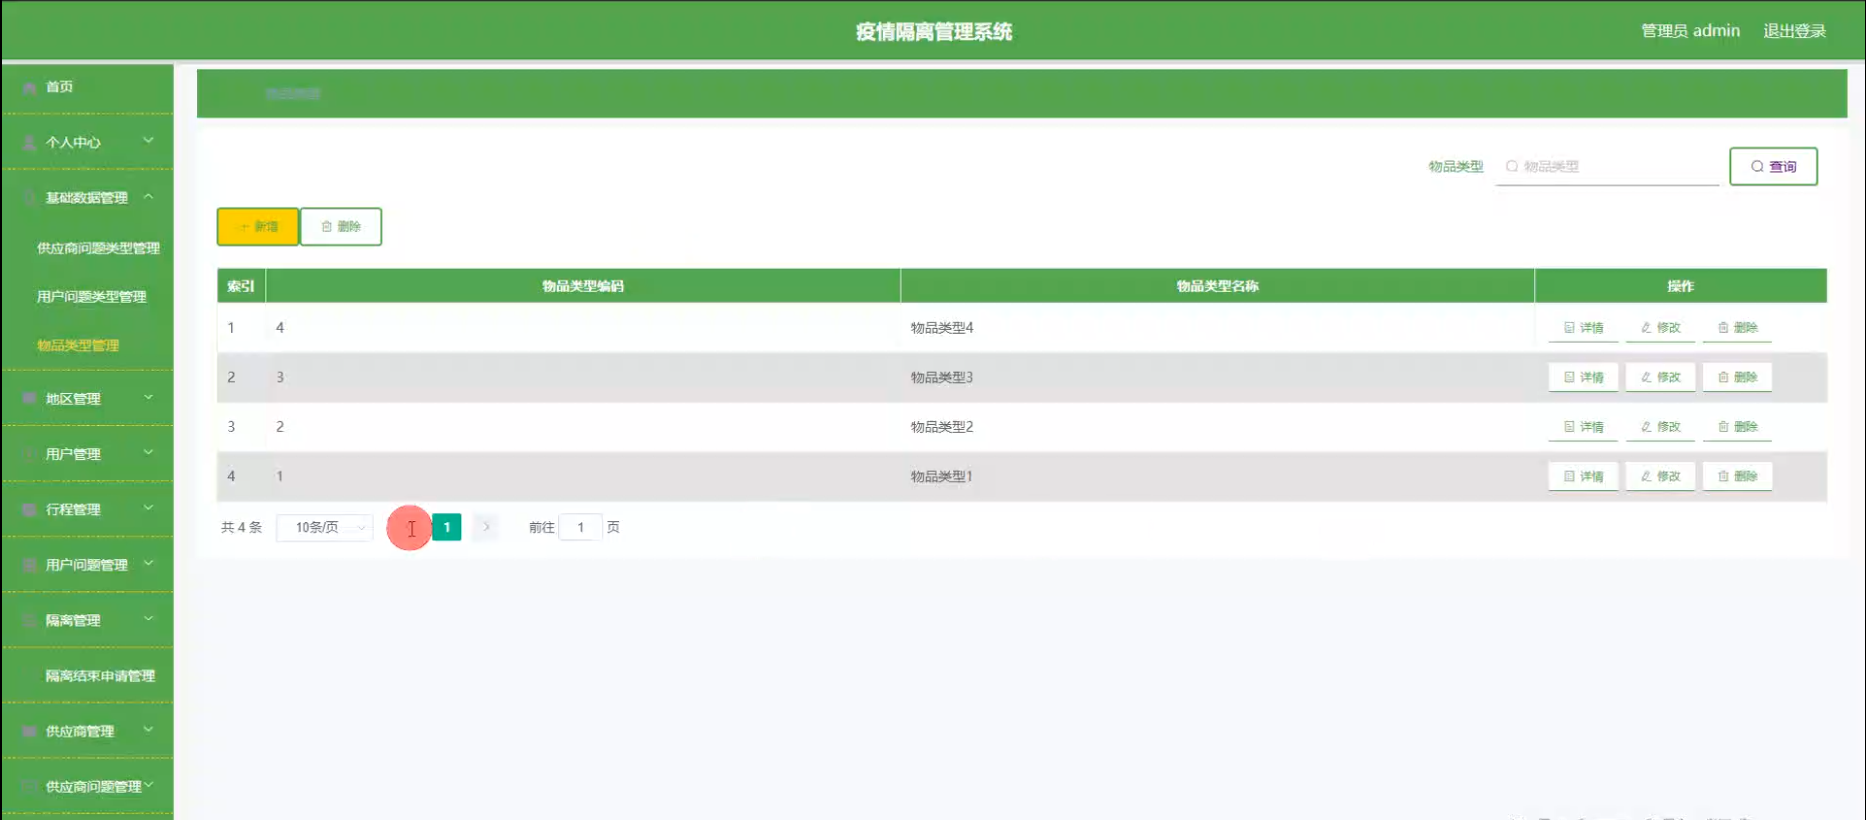 疫情隔离管理系统
管理员 admin
退出登录
首页
个人中心
基础数据管理
供应商问题类型管理
用户问题类型管理
物品类型管理
地区管理
用户管理
行程管理
用户问题管理
隔离管理
隔离结束申请管理
供应商管理
供应商问题管理
物品类型 物品类型 查询
新增 删除
索引 物品类型编码 物品类型名称 操作
1 4 物品类型4 详情 修改 删除
2 3 物品类型3 详情 修改 删除
3 2 物品类型2 详情 修改 删除
4 1 物品类型1 详情 修改 删除
共 4 条 10条/页 1 前往 1 页